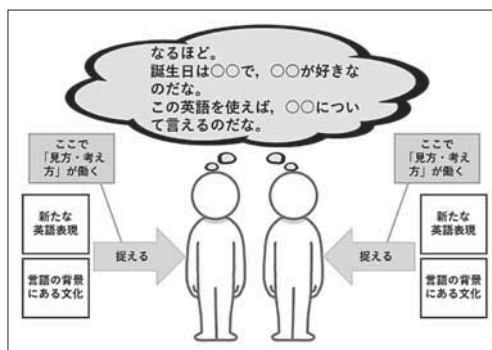 なるほど。
誕生日は○○で，○○が好きな
のだな。
この英語を使えば，○○につい
て言えるのだな。
ここで
「見方・考え
方」が働く
ここで
「見方・考え
方」が働く
新たな
英語表現
捉える
言語の背景
にある文化
新たな
英語表現
捉える
言語の背景
にある文化